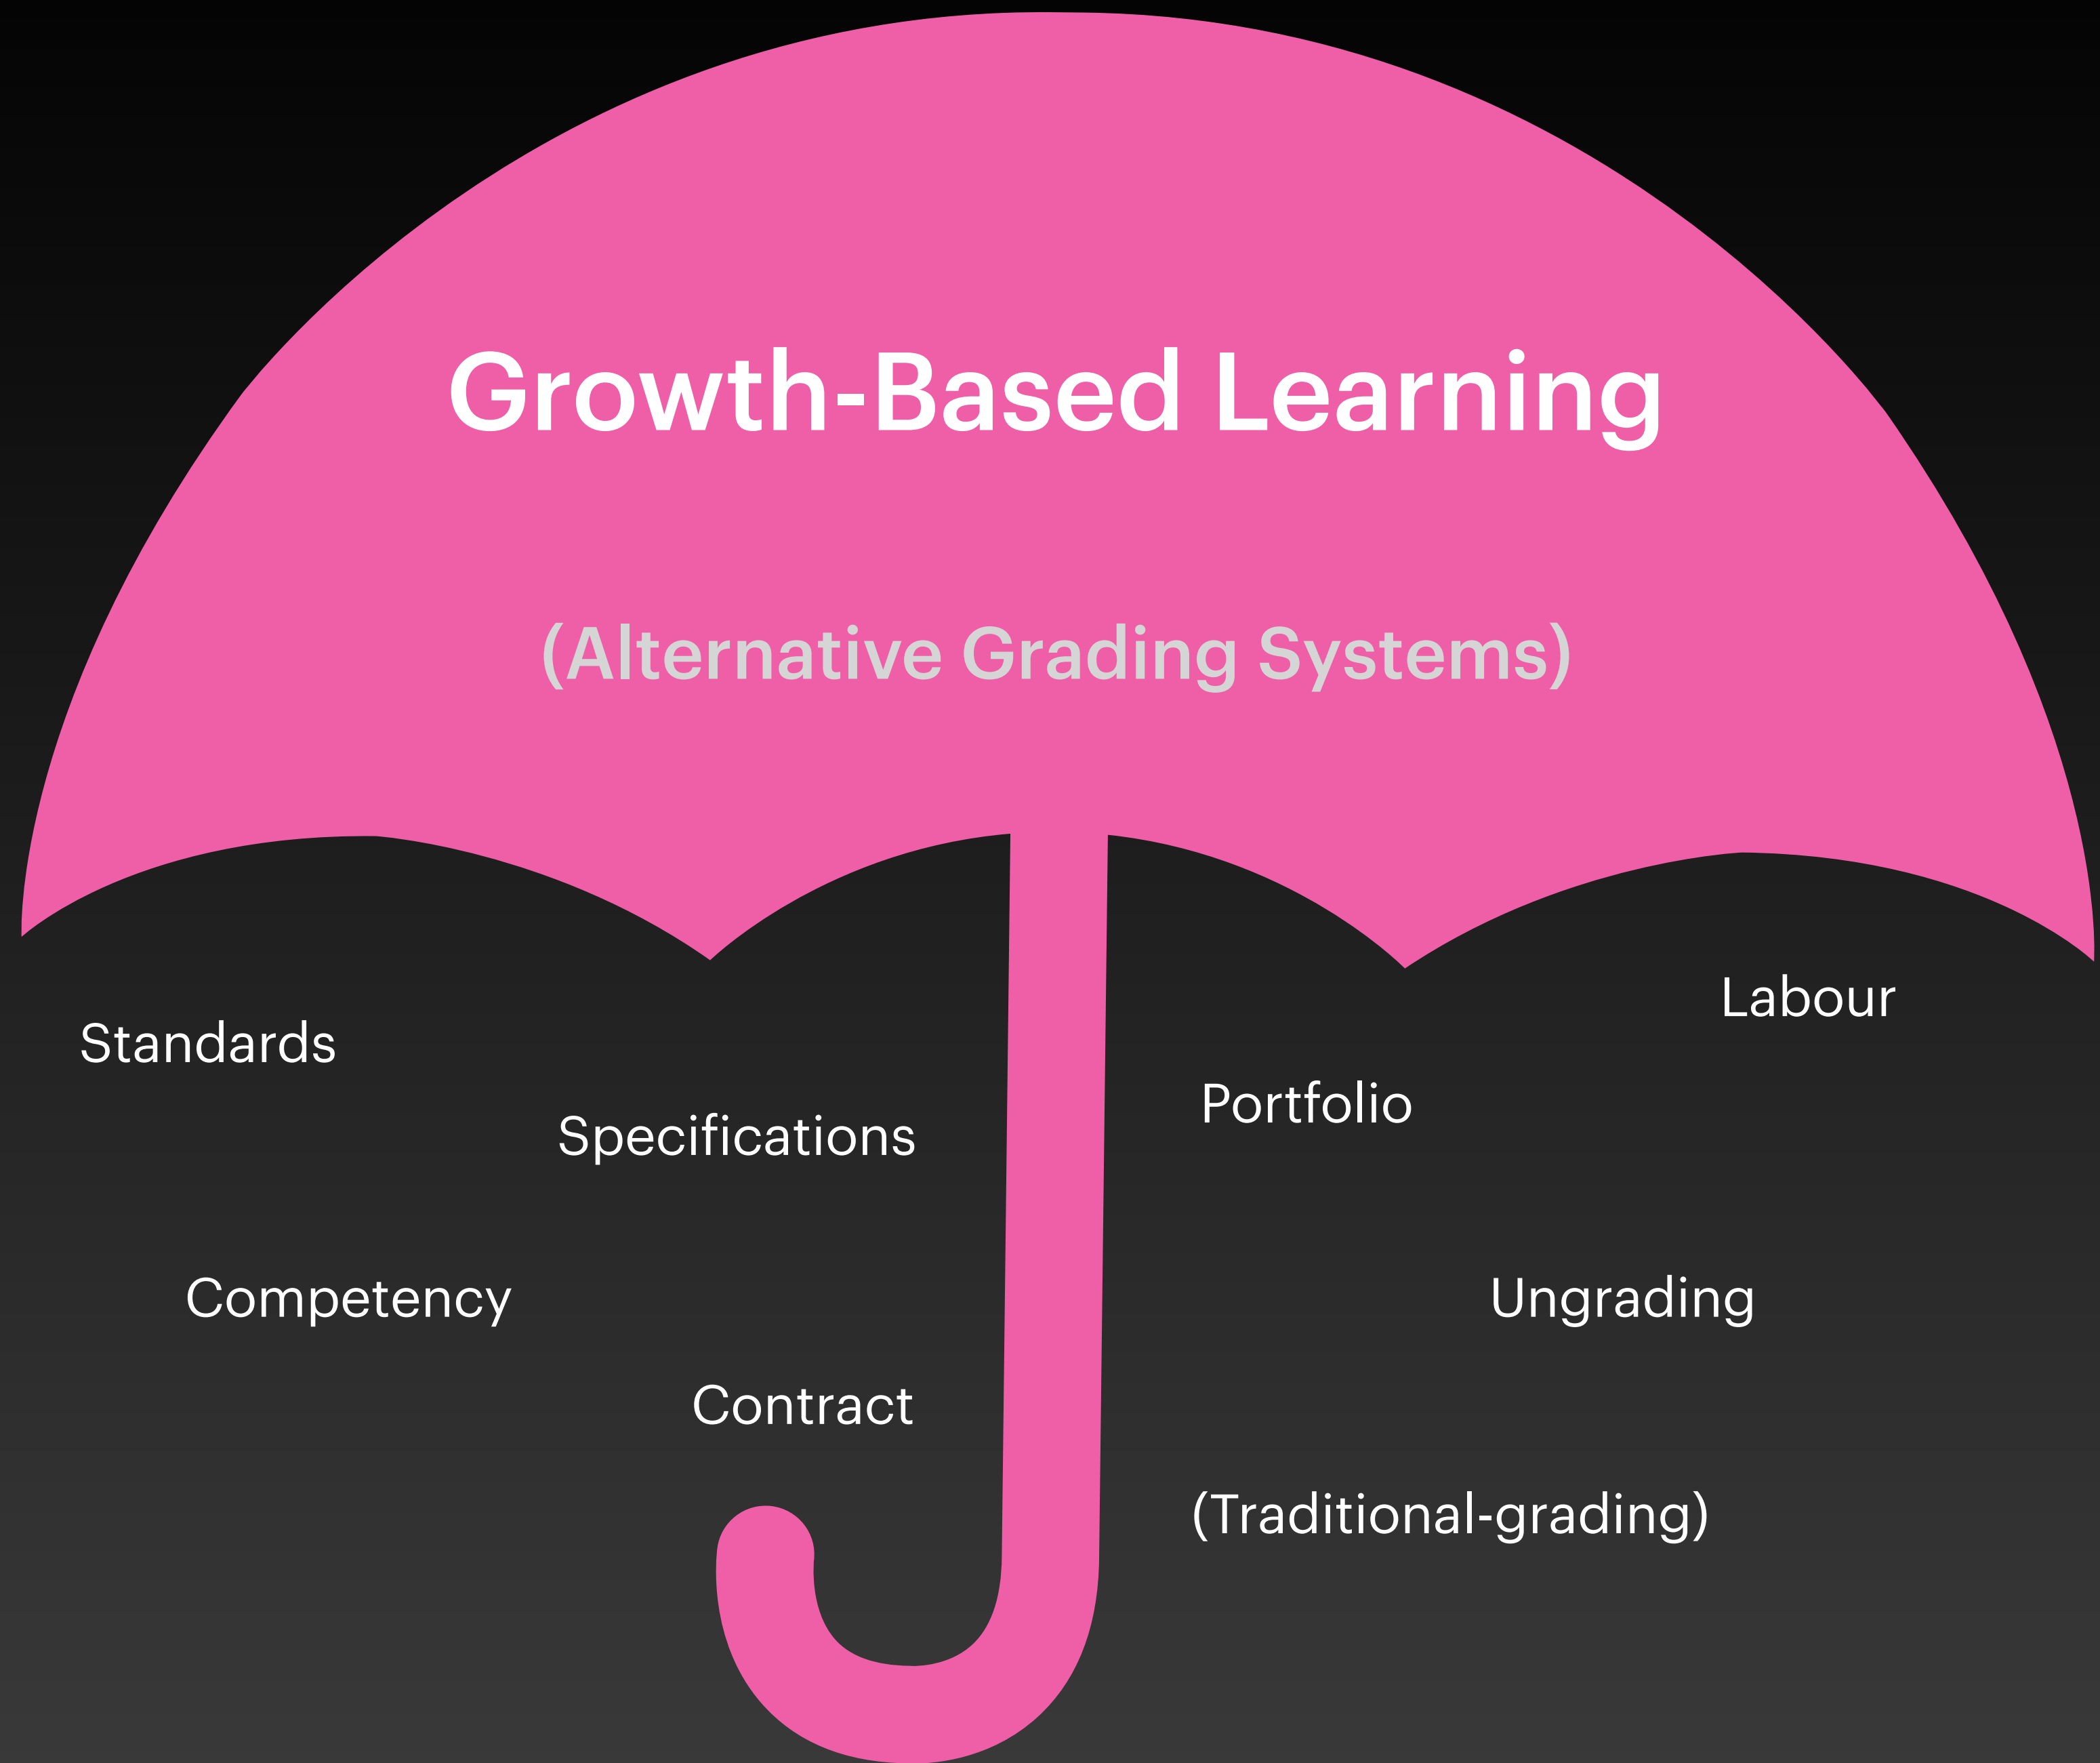 Growth-Based Learning
(Alternative Grading Systems)
Labour
Standards
Portfolio
Specifications
Competency
Ungrading
Contract
(Traditional-grading)